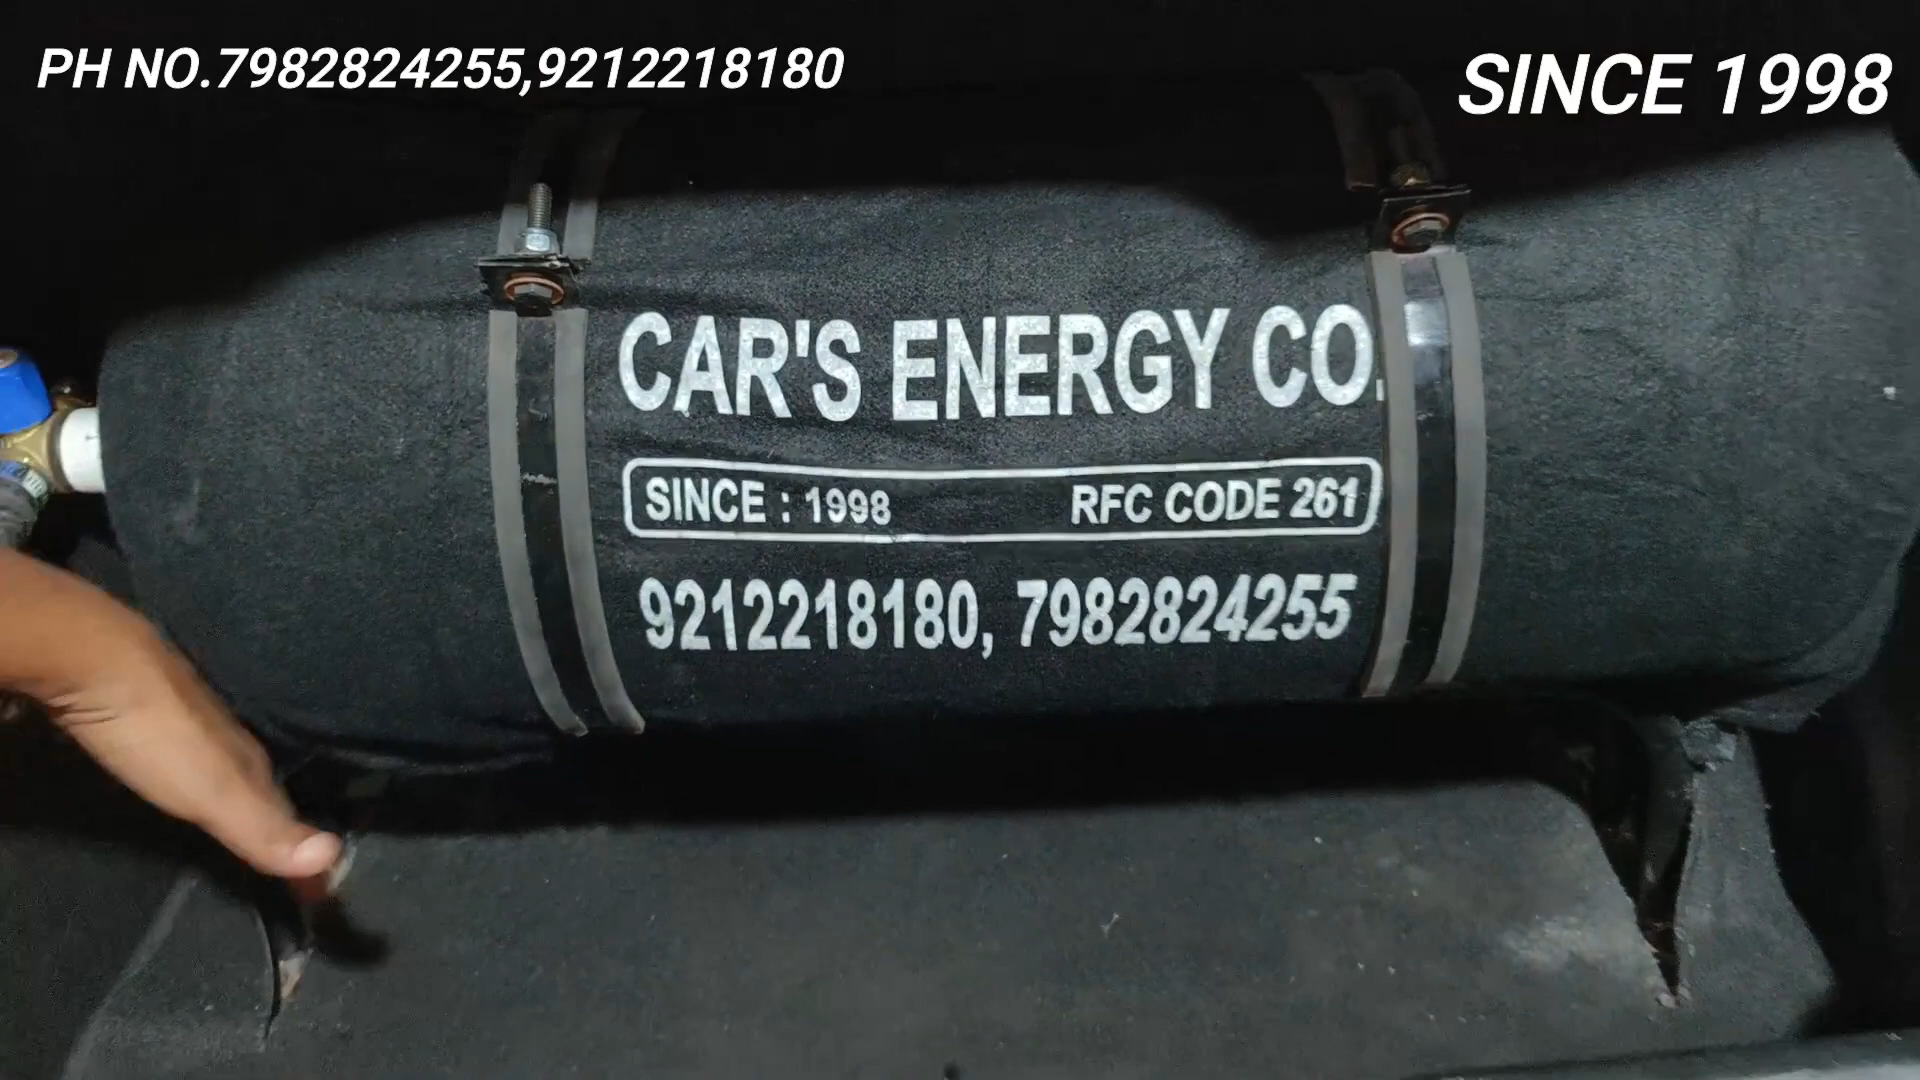 PH NO.7982824255,9212218180
SINCE 1998
CAR'S ENERGY CO.
SINCE : 1998 RFC CODE 261
9212218180, 7982824255